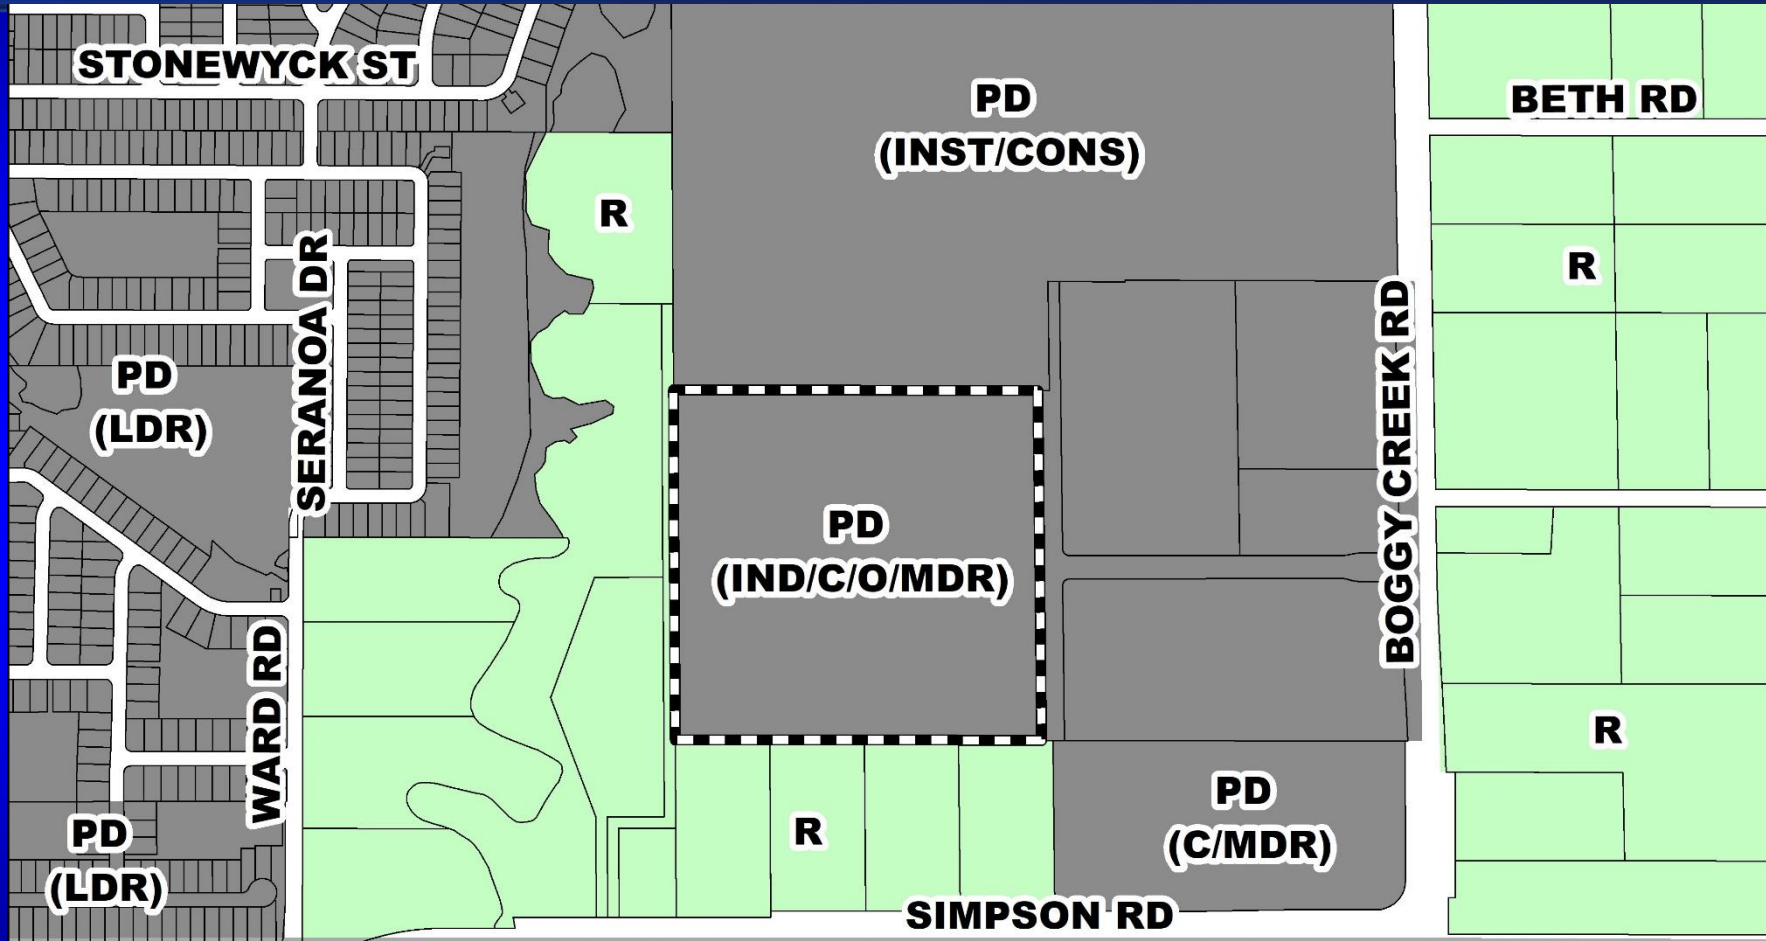 STONEWYCK ST
PD
(INST/CONS)
BETH RD
R
R
SERANOA DR
PD
(LDR)
BOGGY CREEK RD
PD
(IND/C/O/MDR)
WARD RD
R
PD
(C/MDR)
R
PD
(LDR)
SIMPSON RD